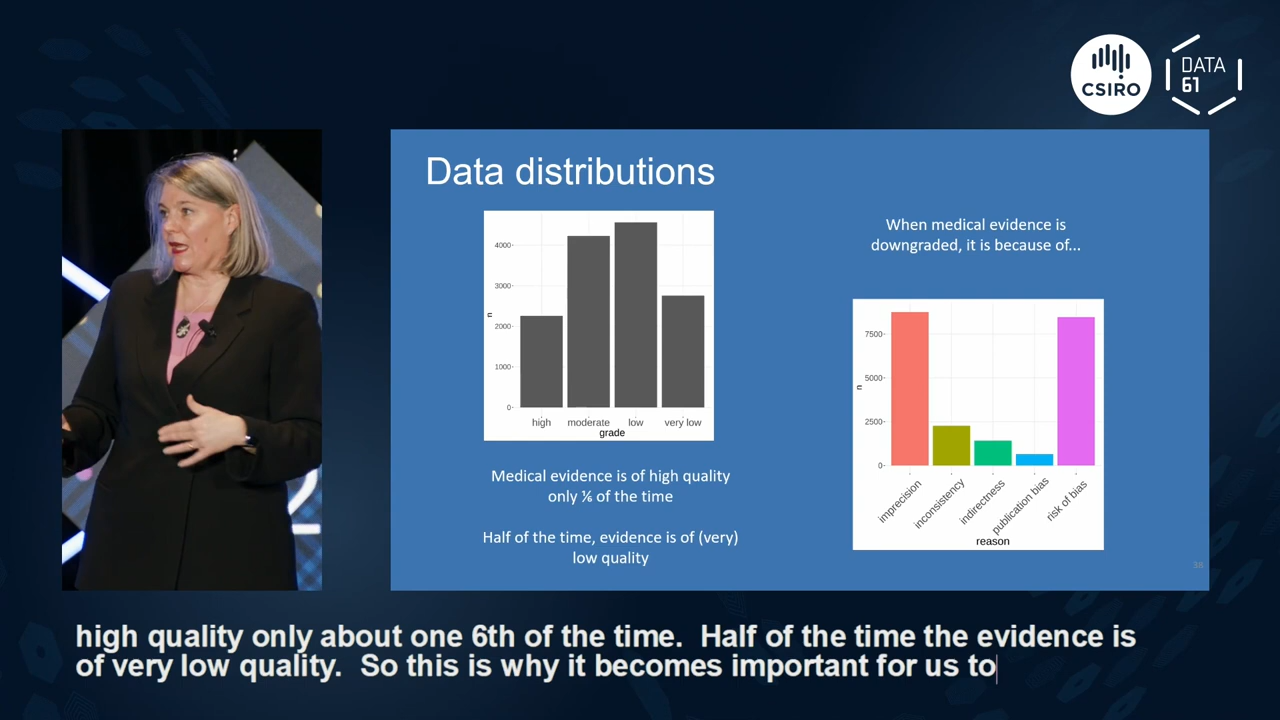 CSIRO
DATA
61
Data distributions
4000
3000
2000
1000
0
n
high moderate low very low
grade
Medical evidence is of high quality
only ⅙ of the time
Half of the time, evidence is of (very)
low quality
When medical evidence is
downgraded, it is because of...
7500
5000
2500
0
n
imprecision
inconsistency
indirectness
publication bias
risk of bias
reason
38
high quality only about one 6th of the time. Half of the time the evidence is
of very low quality. So this is why it becomes important for us to